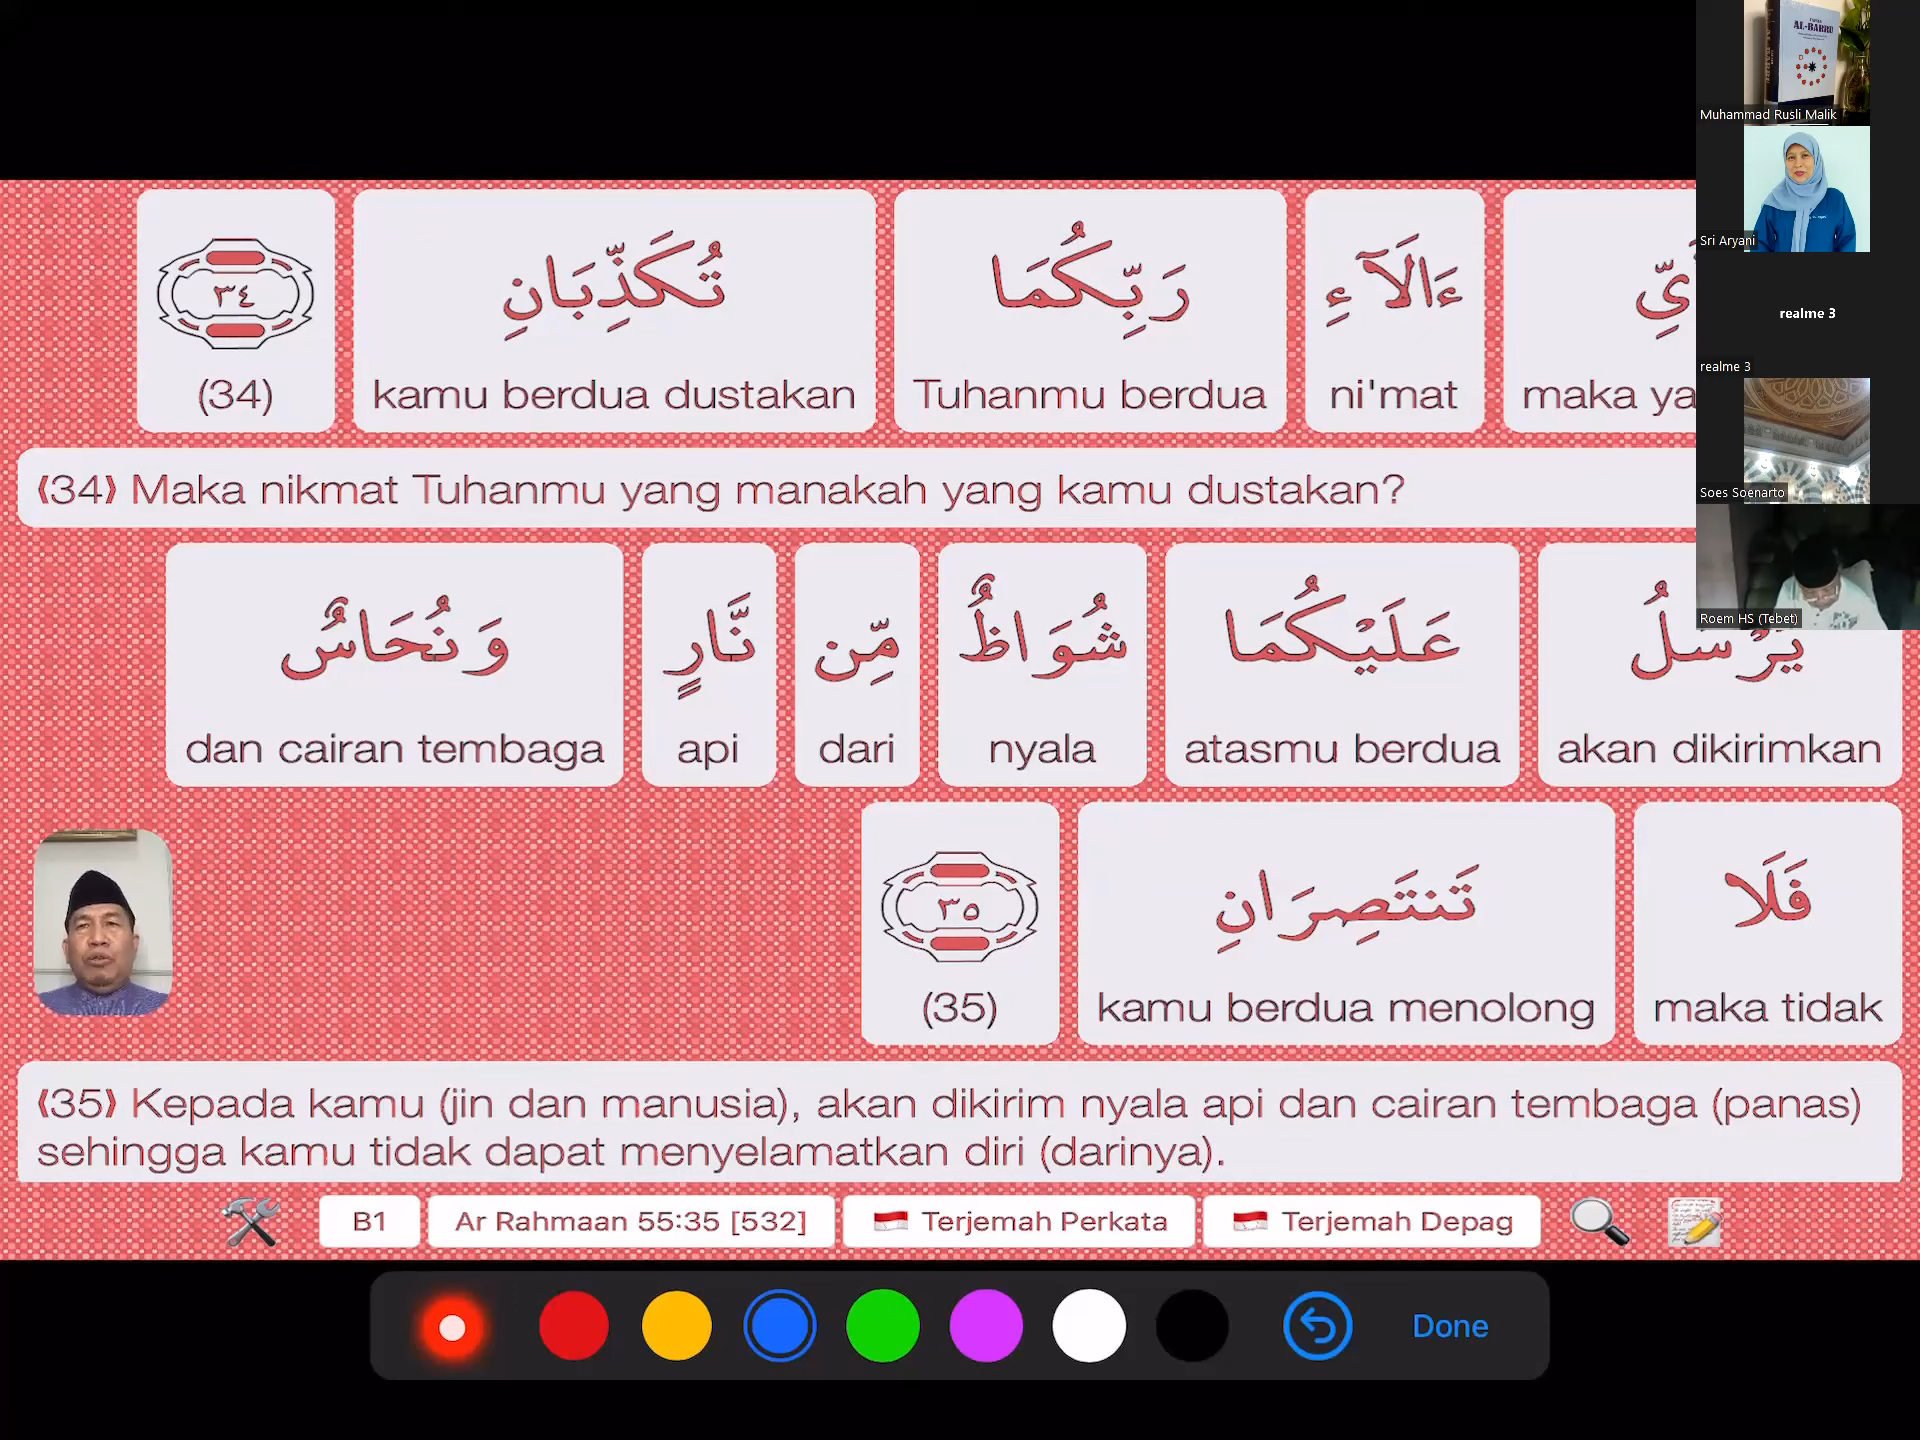 تُكَذِّبَانِ رَبِّكُمَا ءَالَآءِ
٣٤
maka ya ni'mat Tuhanmu berdua kamu berdua dustakan (34)
﴾34﴿ Maka nikmat Tuhanmu yang manakah yang kamu dustakan?
يُرْسَلُ عَلَيْكُمَا شُوَاظٌ مِّن نَّارٍ وَنُحَاسٌ
akan dikirimkan atasmu berdua nyala dari api dan cairan tembaga
فَلَا تَنتَصِرَانِ ٣٥
maka tidak kamu berdua menolong (35)
﴾35﴿ Kepada kamu (jin dan manusia), akan dikirim nyala api dan cairan tembaga (panas)
sehingga kamu tidak dapat menyelamatkan diri (darinya).
B1 Ar Rahmaan 55:35 [532] Terjemah Perkata Terjemah Depag
Done
AL-BARRU
Muhammad Rusli Malik
Sri Aryani
realme 3
realme 3
Soes Soenarto
Roem HS (Tebet)